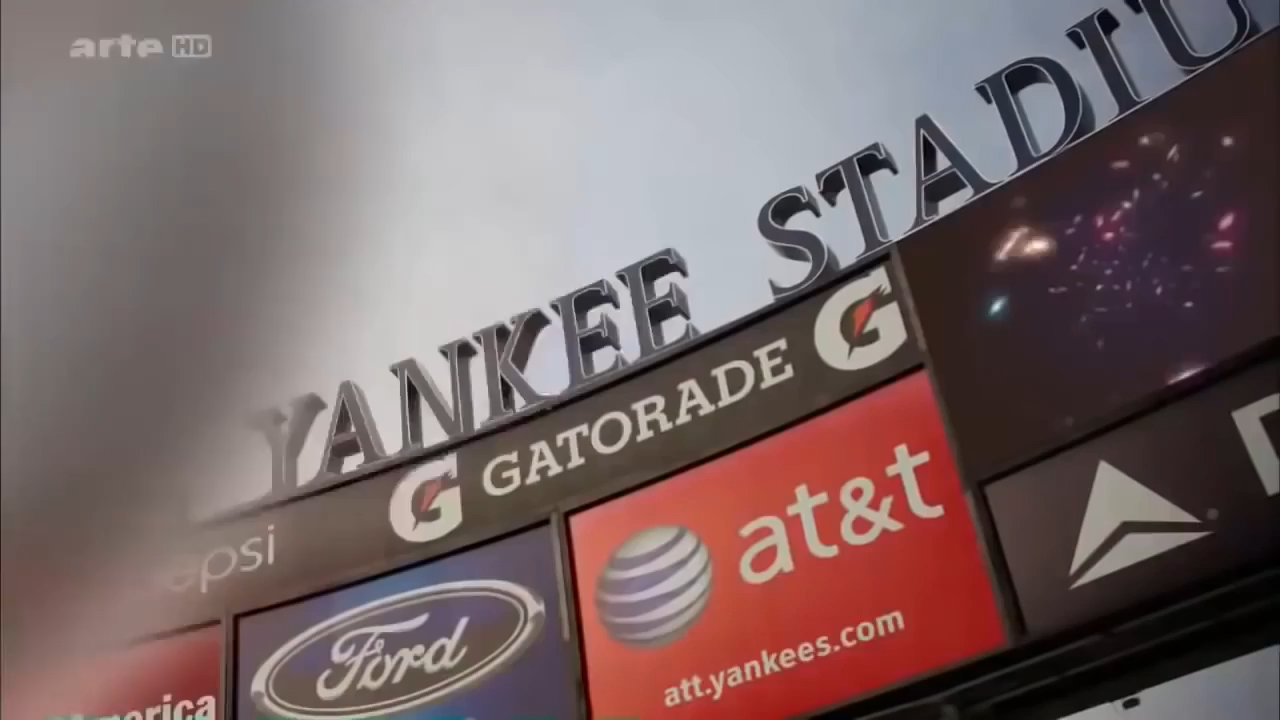 arte HD
YANKEE STADIU
GATORADE
epsi
at&t
att.yankees.com
Ford
merica
D